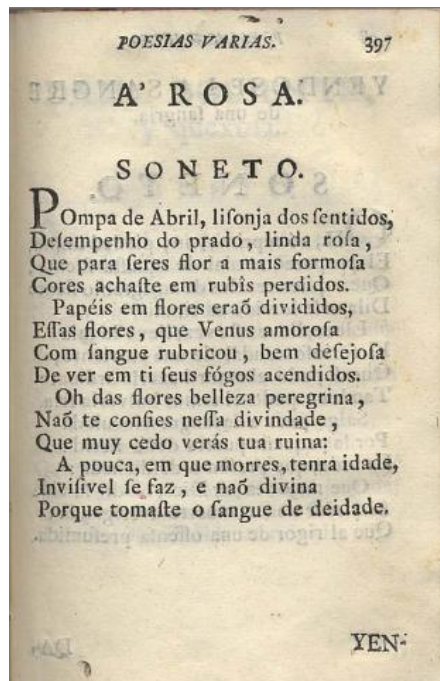 POESIAS VARIAS. 397
A' ROSA.
SONETO.
POmpa de Abril, liſonja dos ſentidos,
Deſempenho do prado, linda roſa,
Que para ſeres flor a mais formoſa
Cores achaſte em rubîs perdidos.
Papéis em flores eraõ divididos,
Eſſas flores, que Venus amoroſa
Com ſangue rubricou, bem deſejoſa
De ver em ti ſeus fógos acendidos.
Oh das flores belleza peregrina,
Naõ te confies neſſa divindade,
Que muy cedo verás tua ruina:
A pouca, em que morres, tenra idade,
Inviſivel ſe faz, e naõ divina
Porque tomaſte o ſangue de deidade.
YEN-